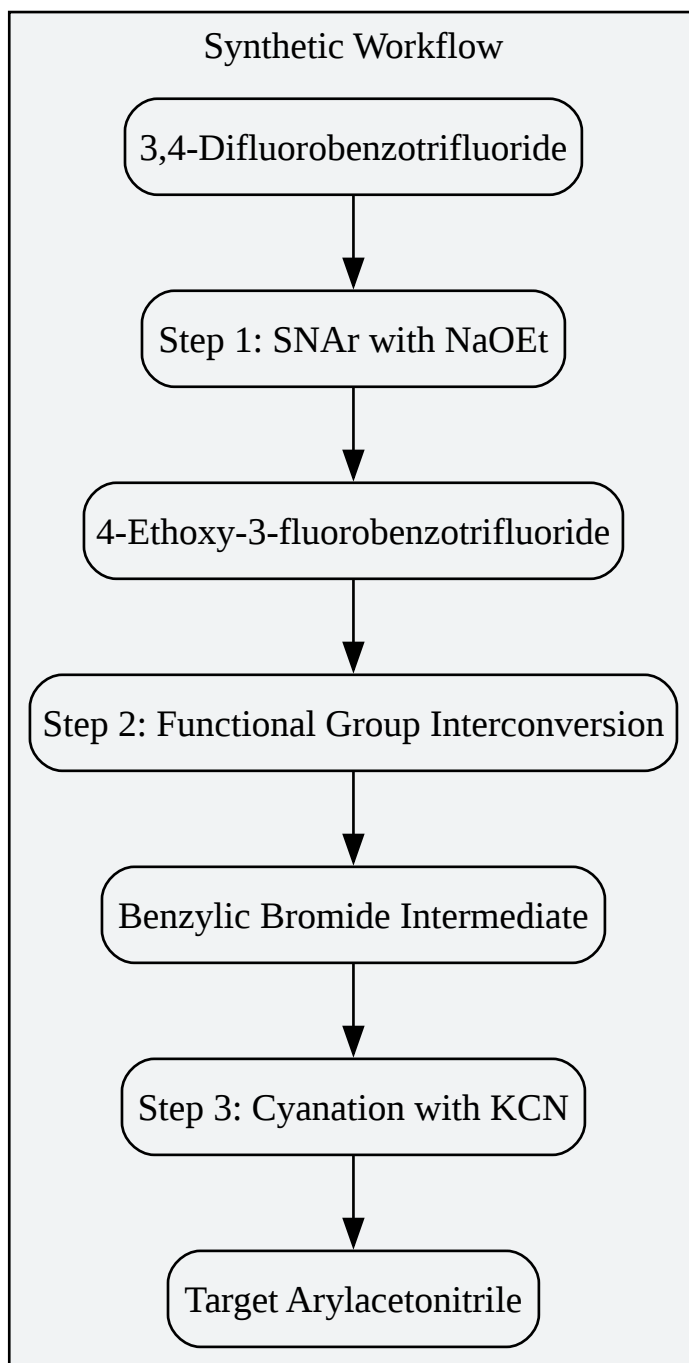 Synthetic Workflow
3,4-Difluorobenzotrifluoride
Step 1: SNAr with NaOEt
4-Ethoxy-3-fluorobenzotrifluoride
Step 2: Functional Group Interconversion
Benzylic Bromide Intermediate
Step 3: Cyanation with KCN
Target Arylacetonitrile